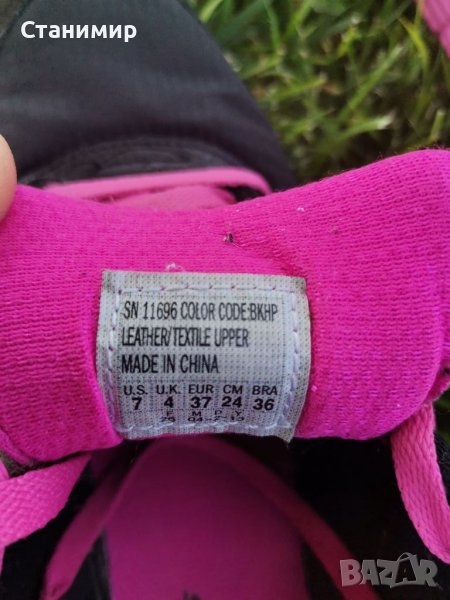 Станимир
SN 11696 COLOR CODE:BKHP
LEATHER/TEXTILE UPPER
MADE IN CHINA
U.S. U.K. EUR CM BRA
7 4 37 24 36
BAZAR